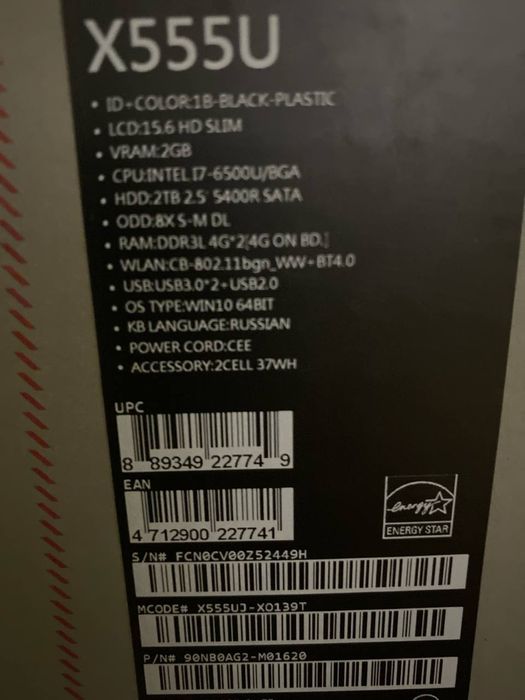 X555U
• ID+COLOR:1B-BLACK-PLASTIC
• LCD:15.6 HD SLIM
• VRAM:2GB
• CPU:INTEL I7-6500U/BGA
• HDD:2TB 2.5' 5400R SATA
• ODD:8X S-M DL
• RAM:DDR3L 4G*2[4G ON BD.]
• WLAN:CB-802.11bgn_WW+BT4.0
• USB:USB3.0*2+USB2.0
• OS TYPE:WIN10 64BIT
• KB LANGUAGE:RUSSIAN
• POWER CORD:CEE
• ACCESSORY:2CELL 37WH
UPC
8 89349 22774 9
EAN
4 712900 227741
energy
ENERGY STAR
S/N# FCN0CV00Z52449H
MCODE# X555UJ-XO139T
P/N# 90NB0AG2-M01620